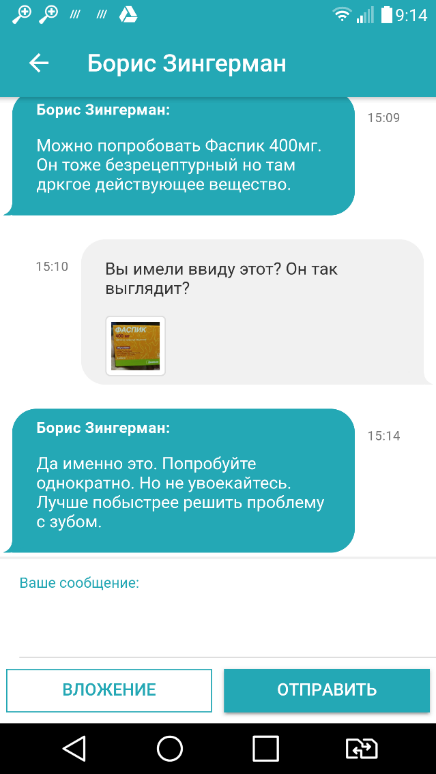 9:14
Борис Зингерман
Борис Зингерман:
15:09
Можно попробовать Фаспик 400мг.
Он тоже безрецептурный но там
дркгое действующее вещество.
15:10
Вы имели ввиду этот? Он так
выглядит?
ФАСПИК
Борис Зингерман:
15:14
Да именно это. Попробуйте
однократно. Но не увоекайтесь.
Лучше побыстрее решить проблему
с зубом.
Ваше сообщение:
ВЛОЖЕНИЕ
ОТПРАВИТЬ